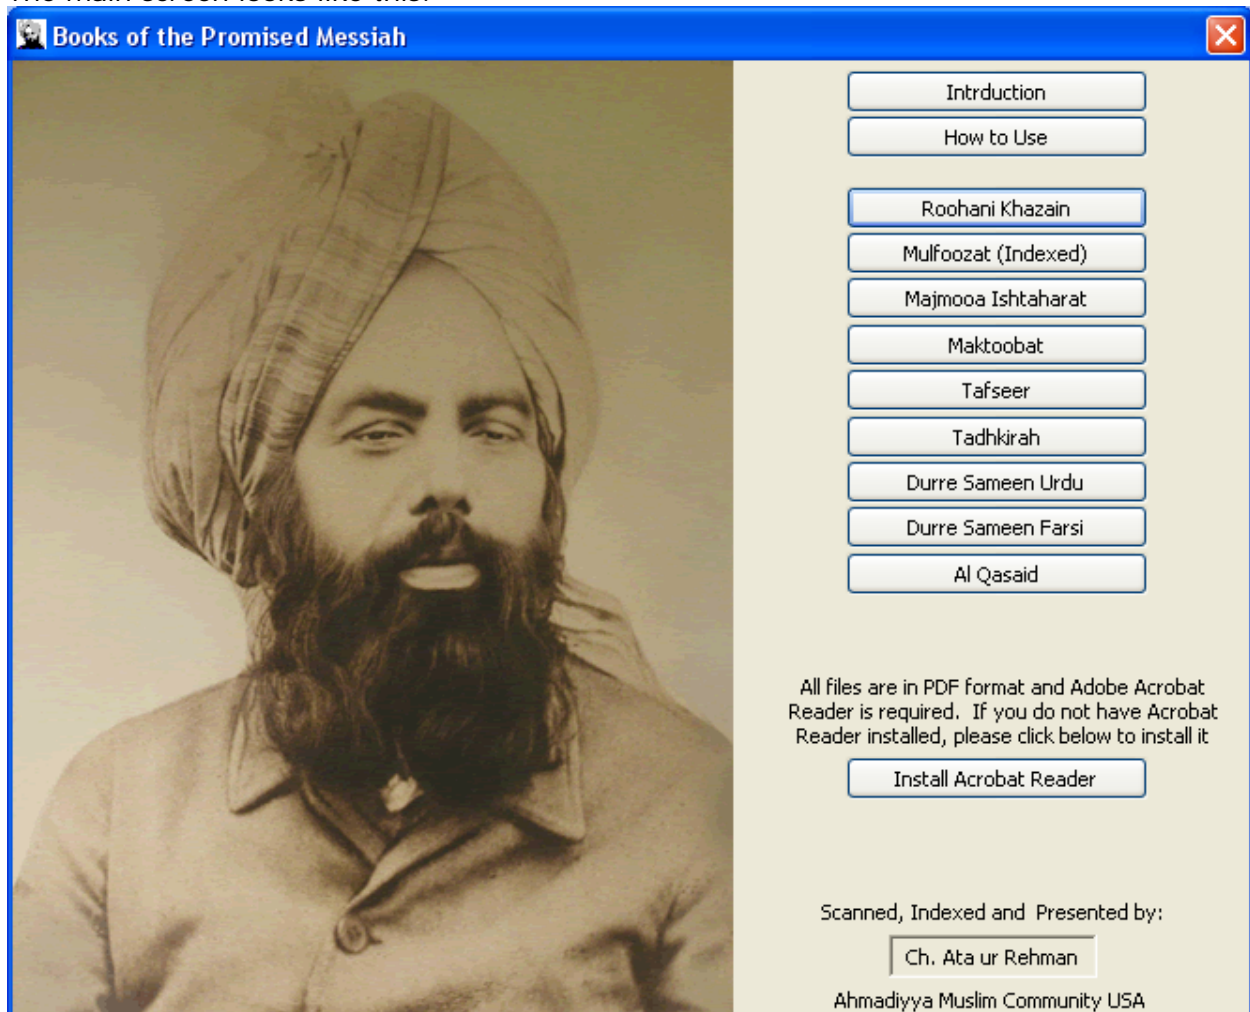 Books of the Promised Messiah
Intrduction
How to Use
Roohani Khazain
Mulfoozat (Indexed)
Majmooa Ishtaharat
Maktoobat
Tafseer
Tadhkirah
Durre Sameen Urdu
Durre Sameen Farsi
Al Qasaid
All files are in PDF format and Adobe Acrobat
Reader is required.  If you do not have Acrobat
Reader installed, please click below to install it
Install Acrobat Reader
Scanned, Indexed and  Presented by:
Ch. Ata ur Rehman
Ahmadiyya Muslim Community USA